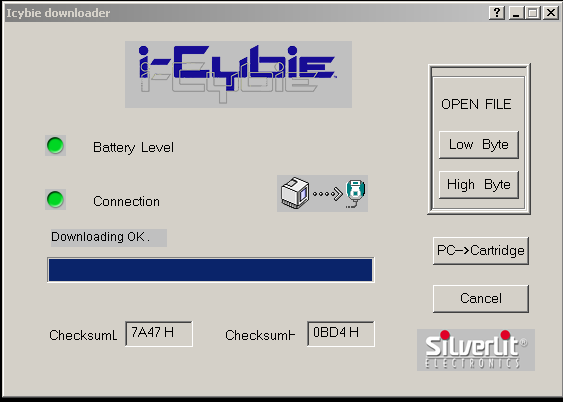 Icybie downloader
i-Cybie
OPEN FILE
Battery Level
Low Byte
High Byte
Connection
Downloading OK .
PC->Cartridge
Cancel
ChecksumL 7A47 H ChecksumH 0BD4 H
Silverlit®
ELECTRONICS